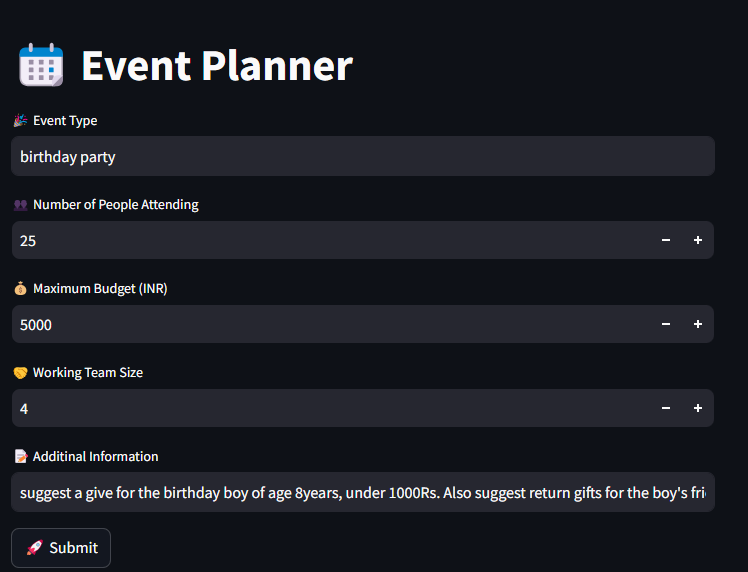 Event Planner
Event Type
birthday party
Number of People Attending
25
Maximum Budget (INR)
5000
Working Team Size
4
Additinal Information
suggest a give for the birthday boy of age 8years, under 1000Rs. Also suggest return gifts for the boy's
Submit